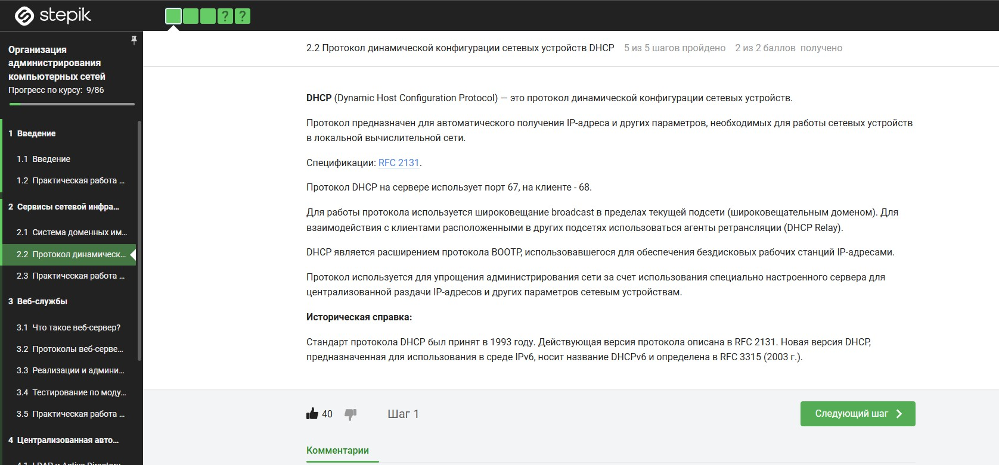 stepik
? ?
Организация
администрирования
компьютерных сетей
Прогресс по курсу: 9/86
1 Введение
1.1 Введение
1.2 Практическая работа ...
2 Сервисы сетевой инфра...
2.1 Система доменных им...
2.2 Протокол динамическ...
2.3 Практическая работа ...
3 Веб-службы
3.1 Что такое веб-сервер?
3.2 Протоколы веб-серве...
3.3 Реализации и админи...
3.4 Тестирование по моду...
3.5 Практическая работа ...
4 Централизованная авто...
4.1 LDAP и Active Directory
2.2 Протокол динамической конфигурации сетевых устройств DHCP 5 из 5 шагов пройдено 2 из 2 баллов получено
DHCP (Dynamic Host Configuration Protocol) — это протокол динамической конфигурации сетевых устройств.
Протокол предназначен для автоматического получения IP-адреса и других параметров, необходимых для работы сетевых устройств
в локальной вычислительной сети.
Спецификации: RFC 2131.
Протокол DHCP на сервере использует порт 67, на клиенте - 68.
Для работы протокола используется широковещание broadcast в пределах текущей подсети (широковещательным доменом). Для
взаимодействия с клиентами расположенными в других подсетях использоваться агенты ретрансляции (DHCP Relay).
DHCP является расширением протокола BOOTP, использовавшегося для обеспечения бездисковых рабочих станций IP-адресами.
Протокол используется для упрощения администрирования сети за счет использования специально настроенного сервера для
централизованной раздачи IP-адресов и других параметров сетевым устройствам.
Историческая справка:
Стандарт протокола DHCP был принят в 1993 году. Действующая версия протокола описана в RFC 2131. Новая версия DHCP,
предназначенная для использования в среде IPv6, носит название DHCPv6 и определена в RFC 3315 (2003 г.).
40 Шаг 1 Следующий шаг
Комментарии